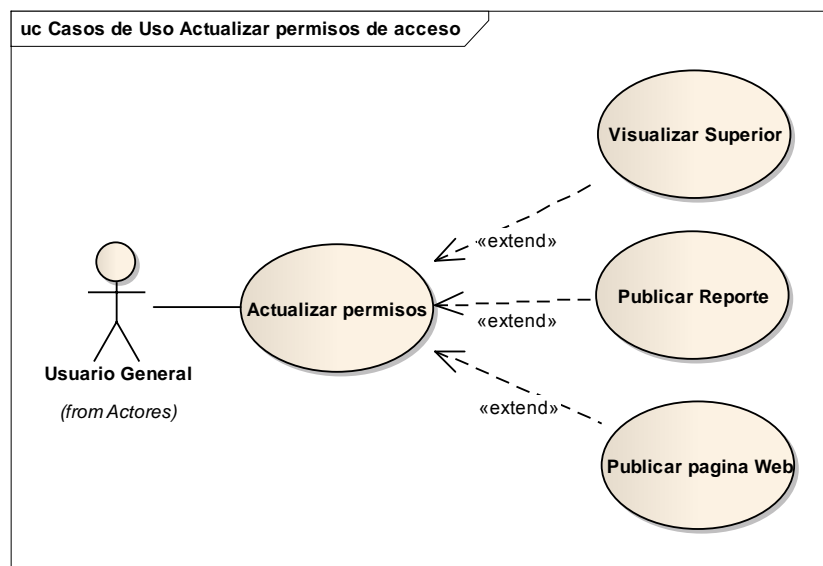 uc Casos de Uso Actualizar permisos de acceso
Visualizar Superior
«extend»
Actualizar permisos
Publicar Reporte
«extend»
Usuario General
(from Actores)
«extend»
Publicar pagina Web